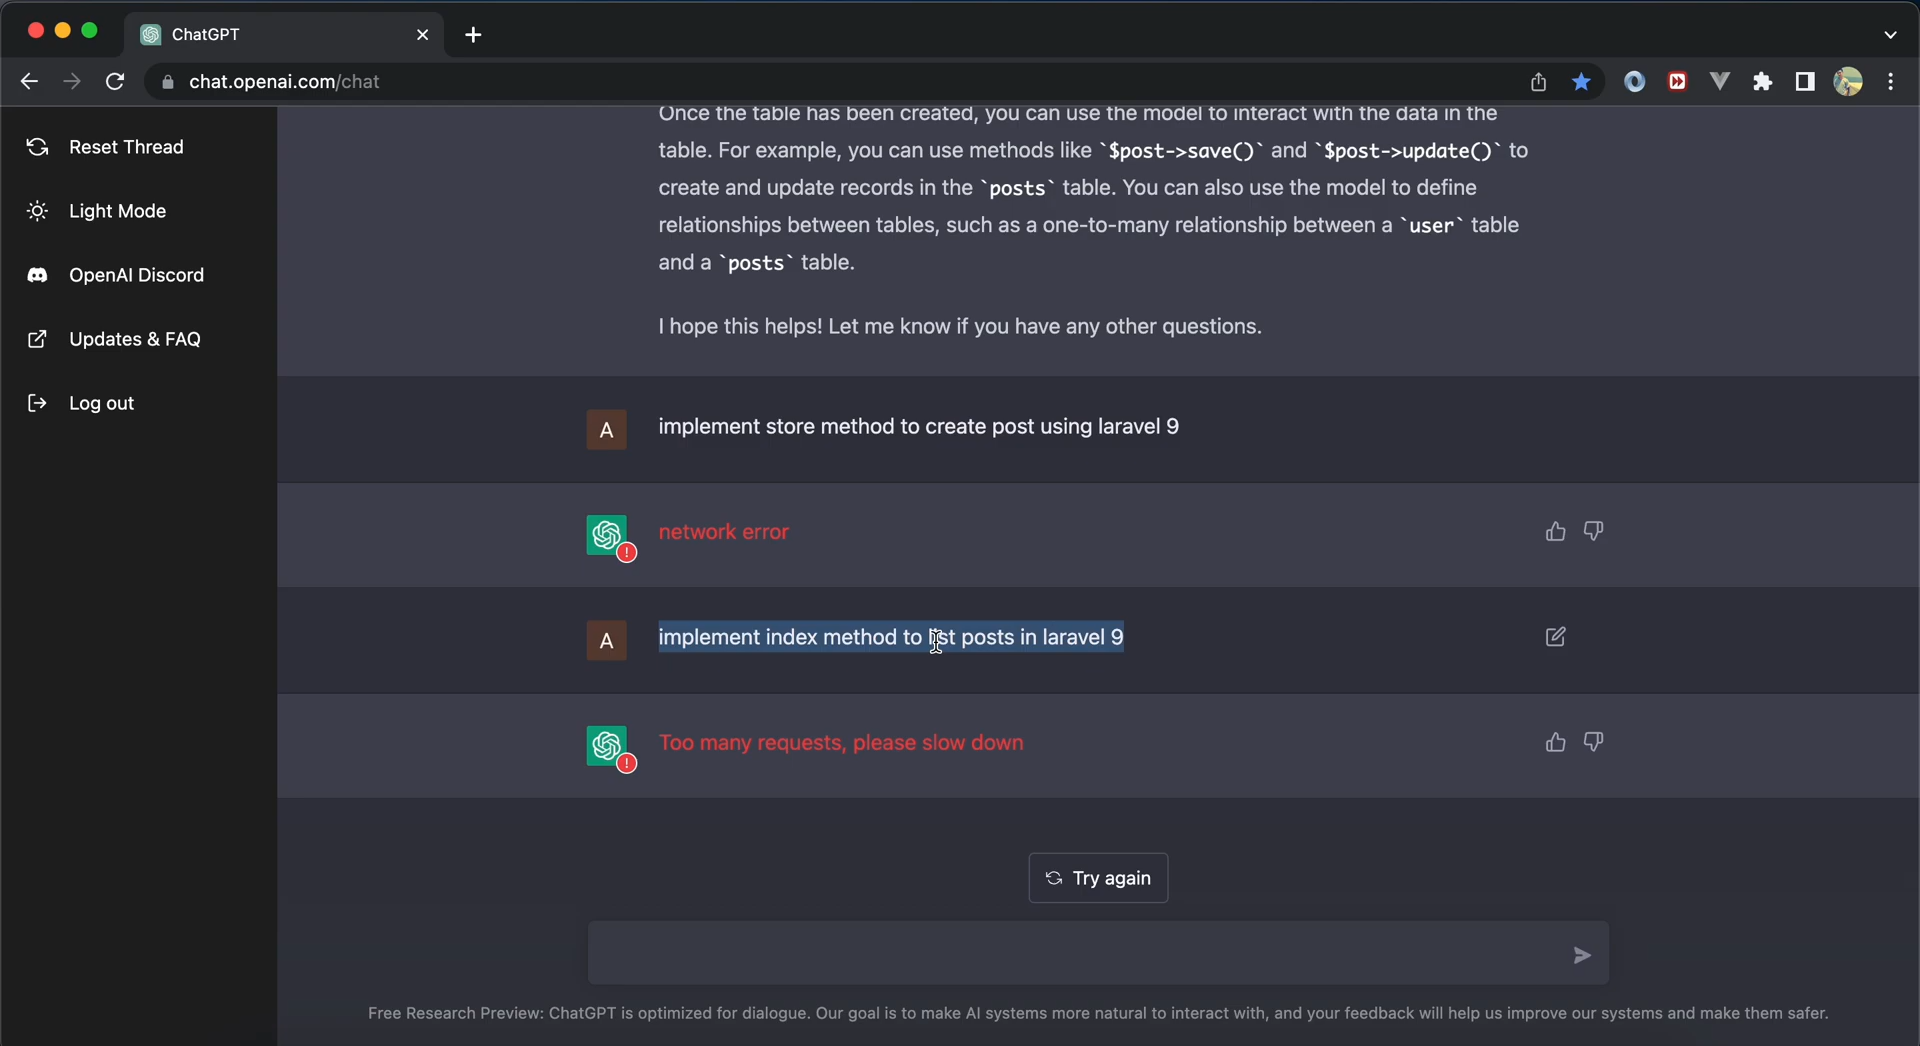 ChatGPT
chat.openai.com/chat
Reset Thread
Light Mode
OpenAI Discord
Updates & FAQ
Log out
Once the table has been created, you can use the model to interact with the data in the
table. For example, you can use methods like `$post->save()` and `$post->update()` to
create and update records in the `posts` table. You can also use the model to define
relationships between tables, such as a one-to-many relationship between a `user` table
and a `posts` table.
I hope this helps! Let me know if you have any other questions.
A
implement store method to create post using laravel 9
network error
A
implement index method to list posts in laravel 9
Too many requests, please slow down
Try again
Free Research Preview: ChatGPT is optimized for dialogue. Our goal is to make AI systems more natural to interact with, and your feedback will help us improve our systems and make them safer.